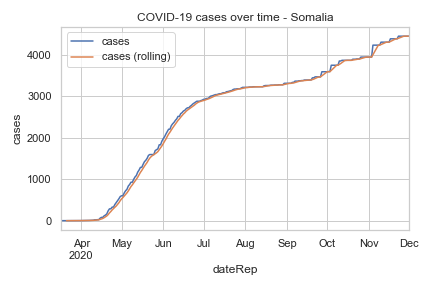 COVID-19 cases over time - Somalia
cases
cases (rolling)
4000
3000
2000
1000
0
cases
Apr
2020
May
Jun
Jul
Aug
Sep
Oct
Nov
Dec
dateRep